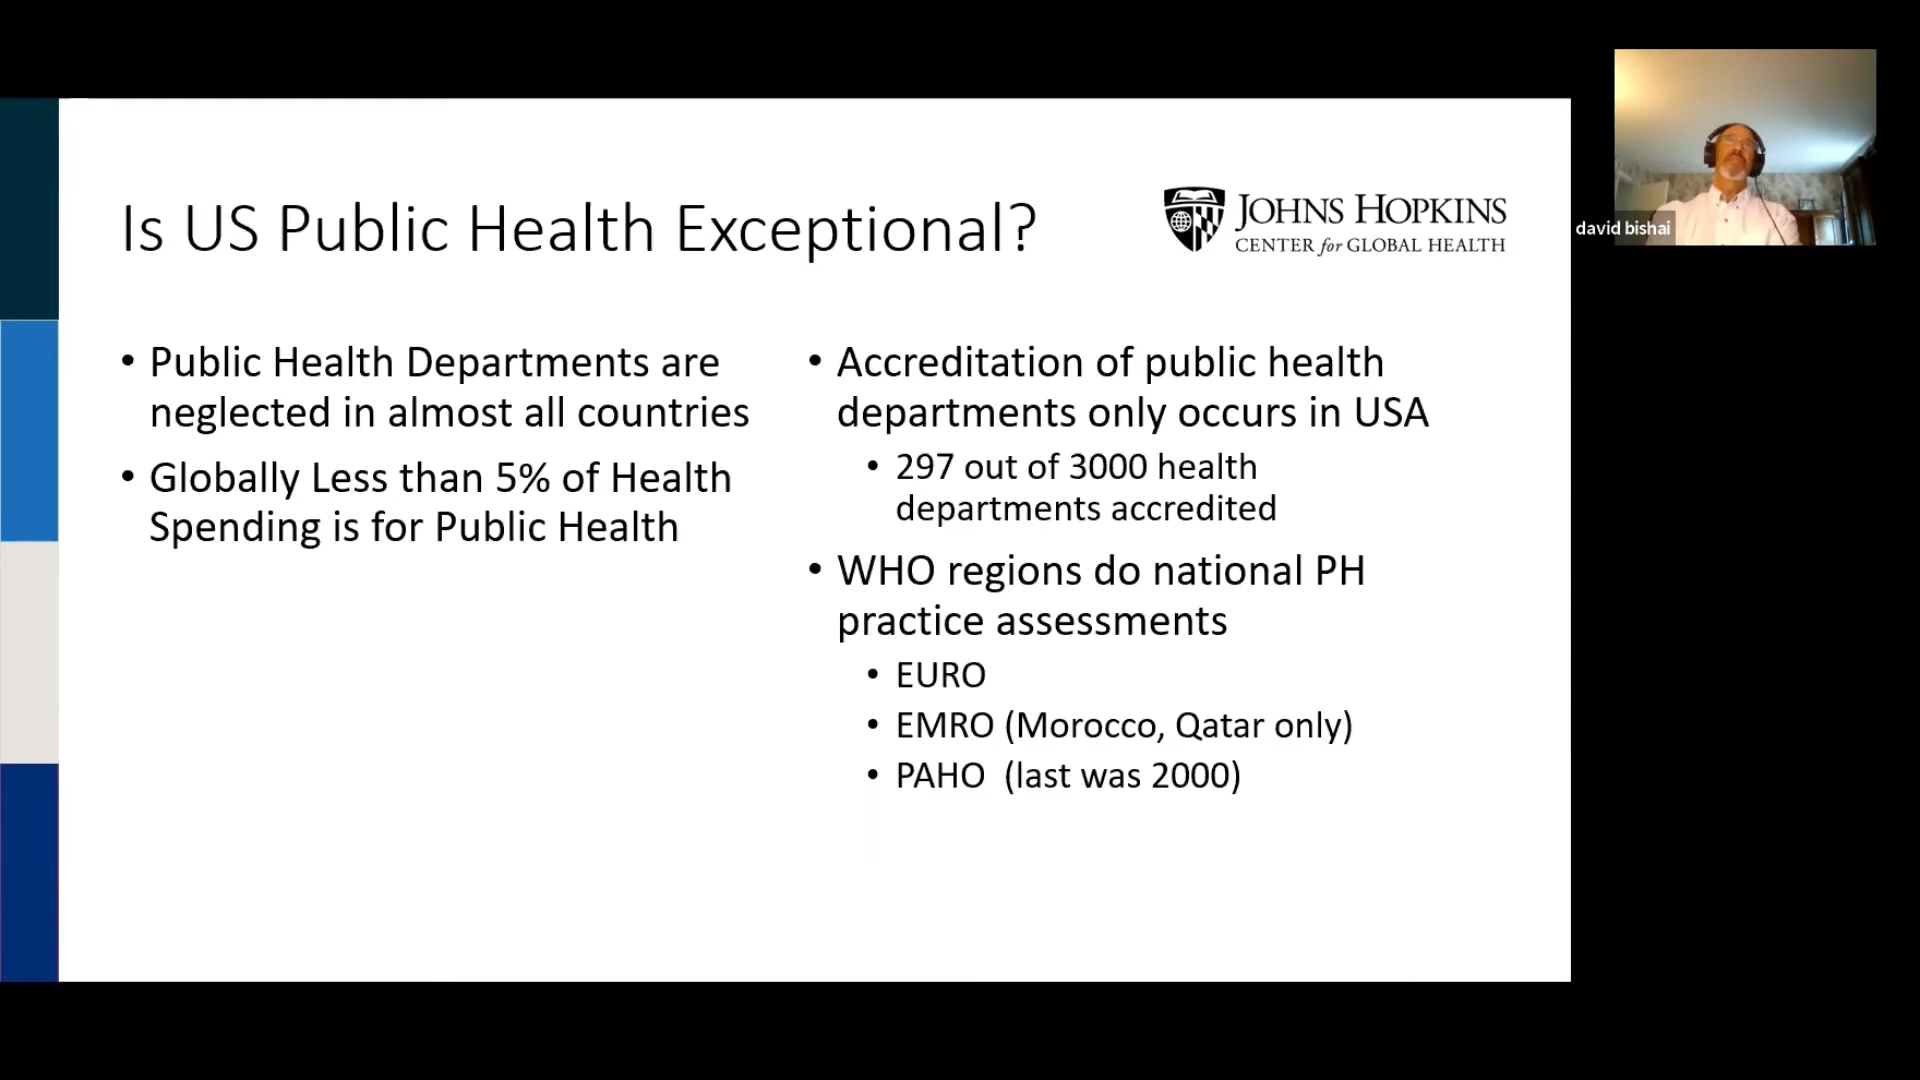 Is US Public Health Exceptional?
JOHNS HOPKINS
CENTER for GLOBAL HEALTH
• Public Health Departments are
neglected in almost all countries
• Globally Less than 5% of Health
Spending is for Public Health
• Accreditation of public health
departments only occurs in USA
• 297 out of 3000 health
departments accredited
• WHO regions do national PH
practice assessments
• EURO
• EMRO (Morocco, Qatar only)
• PAHO (last was 2000)
david bishai